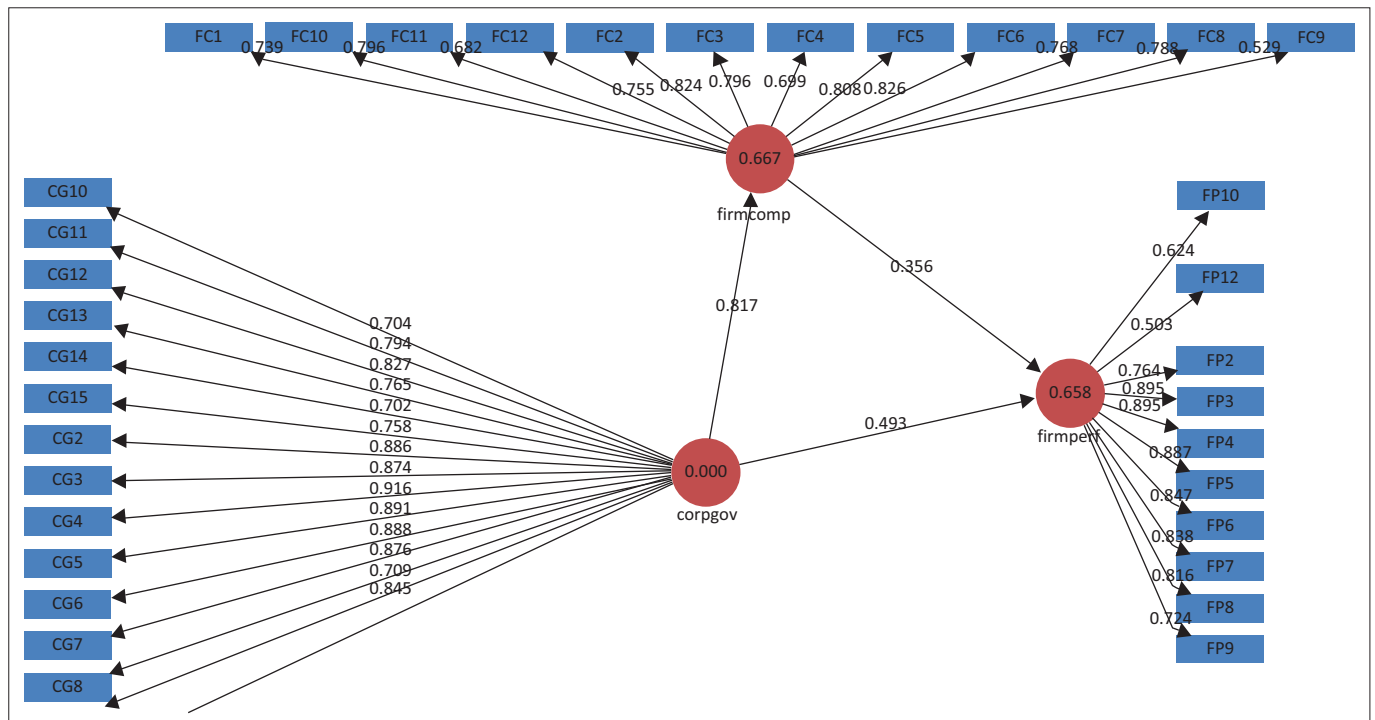 FC1 FC10 FC11 FC12 FC2 FC3 FC4 FC5 FC6 FC7 FC8 FC9
0.739 0.796 0.682 0.768 0.788 0.529
0.755 0.824 0.796 0.699 0.808 0.826
0.667
firmcomp
CG10
CG11
CG12
CG13
CG14
CG15
CG2
CG3
CG4
CG5
CG6
CG7
CG8
0.704
0.794
0.827
0.765
0.702
0.758
0.886
0.874
0.916
0.891
0.888
0.876
0.709
0.845
0.817
0.356
0.493
0.000
corpgov
0.658
firmperf
FP10
FP12
FP2
FP3
FP4
FP5
FP6
FP7
FP8
FP9
0.624
0.503
0.764
0.895
0.895
0.887
0.847
0.838
0.816
0.724